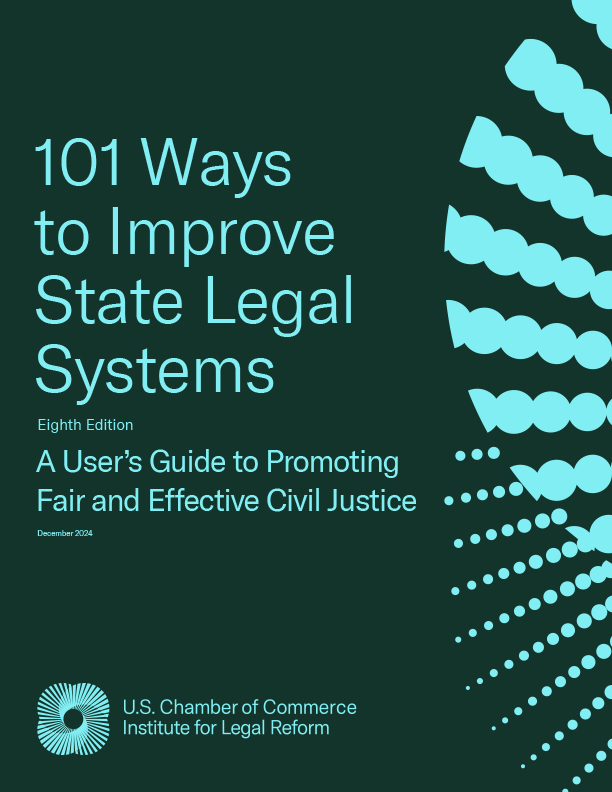 101 Ways
to Improve
State Legal
Systems
Eighth Edition
A User’s Guide to Promoting
Fair and Effective Civil Justice
December 2024
U.S. Chamber of Commerce
Institute for Legal Reform